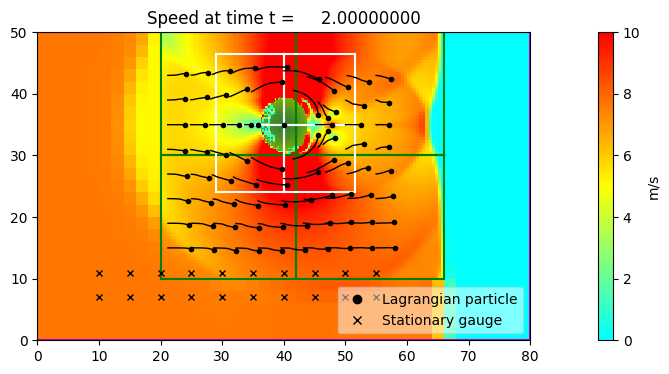 Speed at time t = 2.00000000
50
40
30
20
10
0
0 10 20 30 40 50 60 70 80
Lagrangian particle
Stationary gauge
10
8
6
4
2
0
m/s